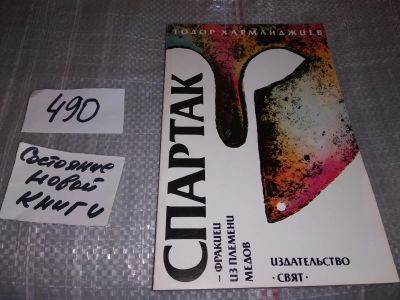 490
Состояние
новой
книги
ТОДОР ХАРМАНДЖИЕВ
СПАРТАК
– ФРАКИЕЦ
ИЗ ПЛЕМЕНИ
МЕДОВ
ИЗДАТЕЛЬСТВО
·СВЯТ·